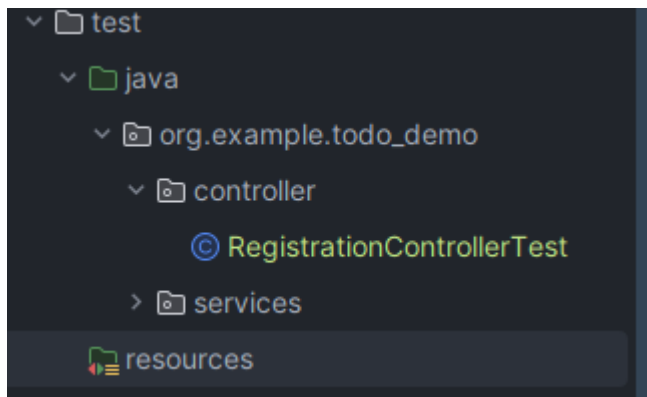 test
java
org.example.todo_demo
controller
RegistrationControllerTest
services
resources